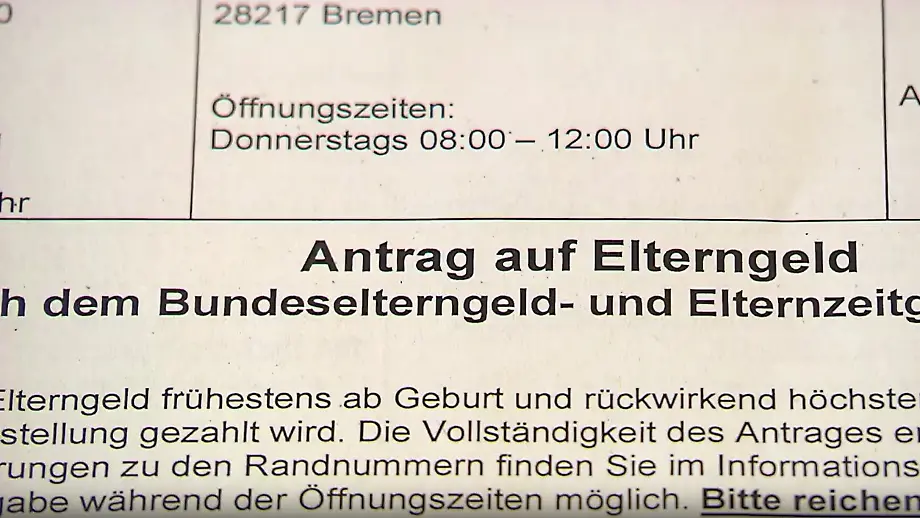 28217 Bremen
Öffnungszeiten:
Donnerstags 08:00 – 12:00 Uhr
hr
A
Antrag auf Elterngeld
h dem Bundeselterngeld- und Elternzeitg
Elterngeld frühestens ab Geburt und rückwirkend höchste
stellung gezahlt wird. Die Vollständigkeit des Antrages e
rungen zu den Randnummern finden Sie im Informations
gabe während der Öffnungszeiten möglich. Bitte reichen